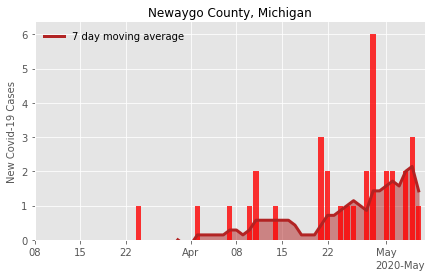 Newaygo County, Michigan
7 day moving average
New Covid-19 Cases
6
5
4
3
2
1
0
08 15 22 Apr 08 15 22 May
2020-May